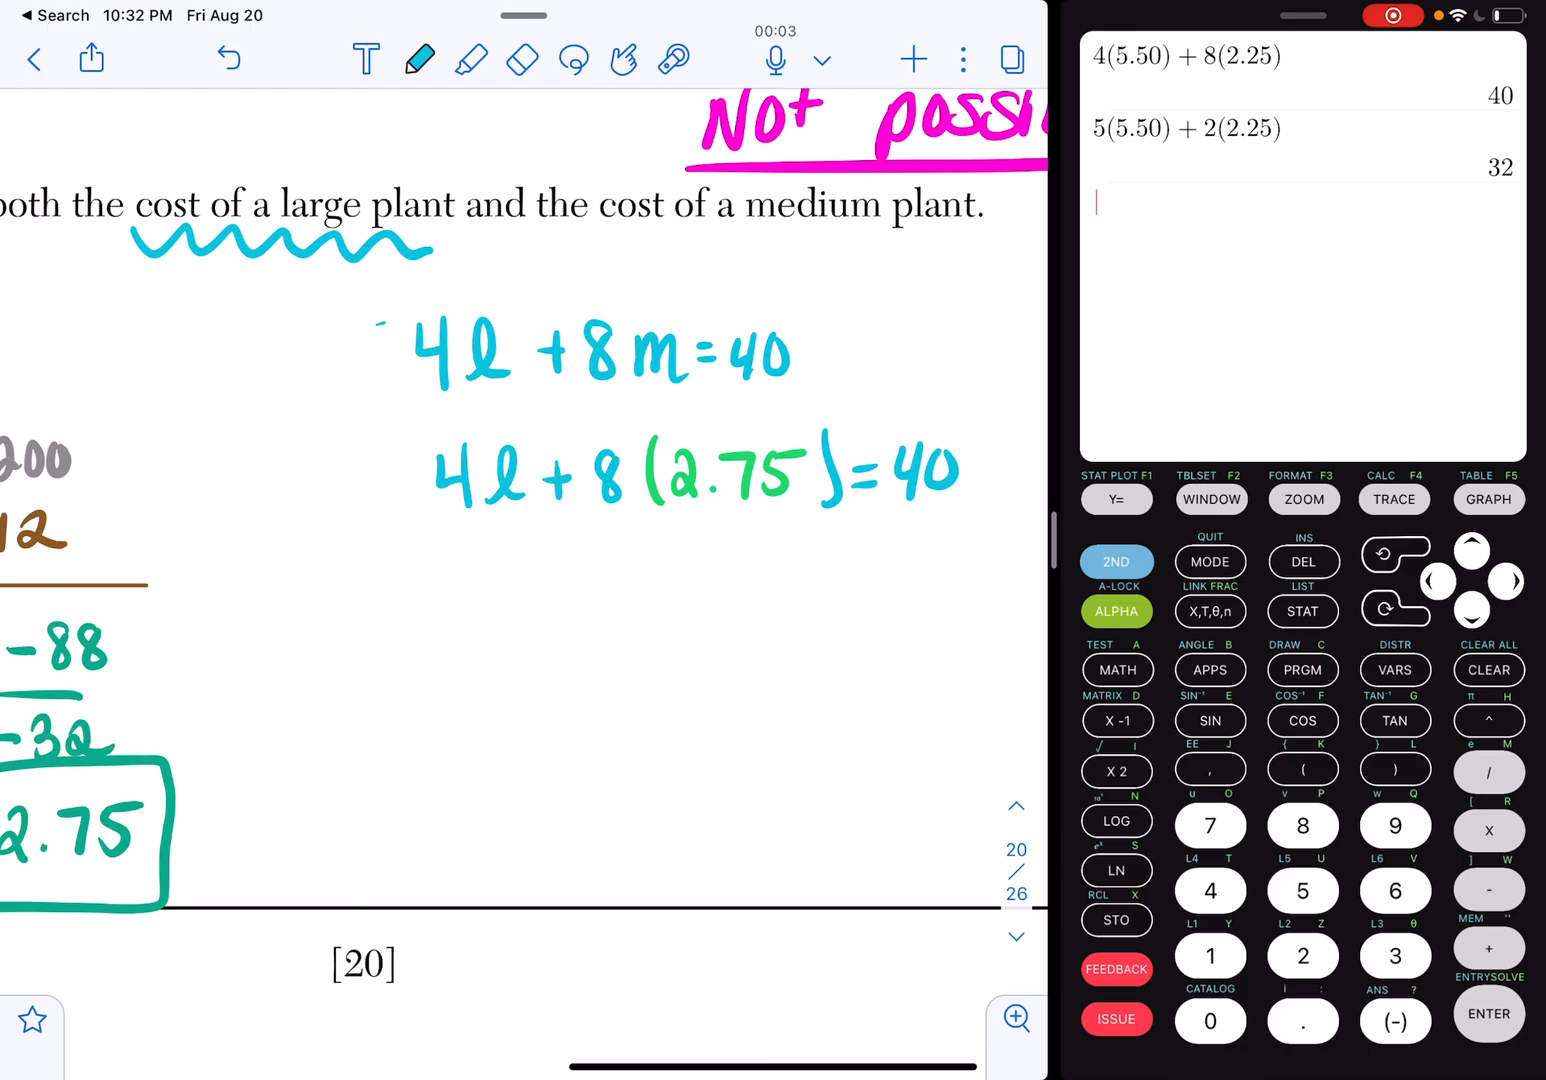 Search 10:32 PM Fri Aug 20
00:03
Not
both the cost of a large plant and the cost of a medium plant.
4l + 8m = 40
4l + 8(2.75) = 40
200
12
-88
-32
2.75
20
/
26
[20]
4(5.50) + 8(2.25)
40
5(5.50) + 2(2.25)
32
STAT PLOT F1 TBLSET F2 FORMAT F3 CALC F4 TABLE F5
Y= WINDOW ZOOM TRACE GRAPH
QUIT INS
2ND MODE DEL
A-LOCK LINK FRAC LIST
ALPHA X,T,θ,n STAT
TEST A ANGLE B DRAW C DISTR CLEAR ALL
MATH APPS PRGM VARS CLEAR
MATRIX D SIN⁻¹ E COS⁻¹ F TAN⁻¹ G π H
X -1 SIN COS TAN ^
√ I EE J { K } L e M
X 2 , ( ) /
10ˣ N u O v P w Q [ R
LOG 7 8 9 X
eˣ S L4 T L5 U L6 V ] W
LN 4 5 6 -
RCL X L1 Y L2 Z L3 θ MEM "
STO 1 2 3 +
FEEDBACK
CATALOG i : ANS ? ENTRY SOLVE
ISSUE 0 . (-) ENTER